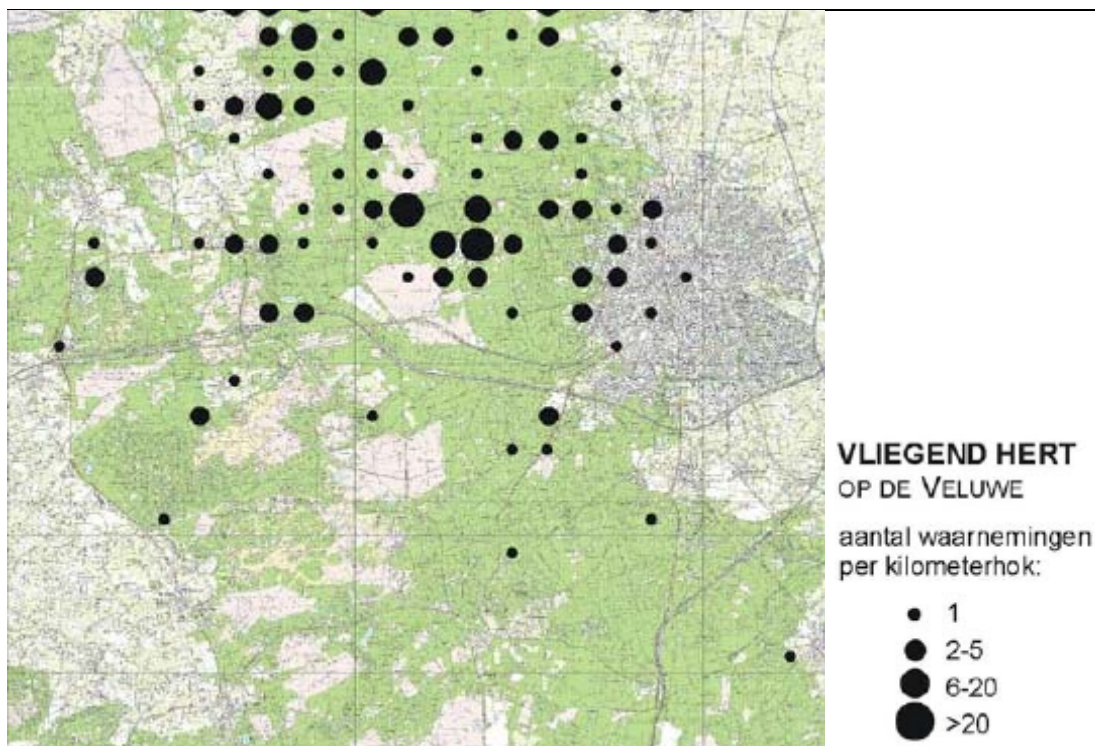 VLIEGEND HERT
OP DE VELUWE
aantal waarnemingen
per kilometerhok:
1
2-5
6-20
>20